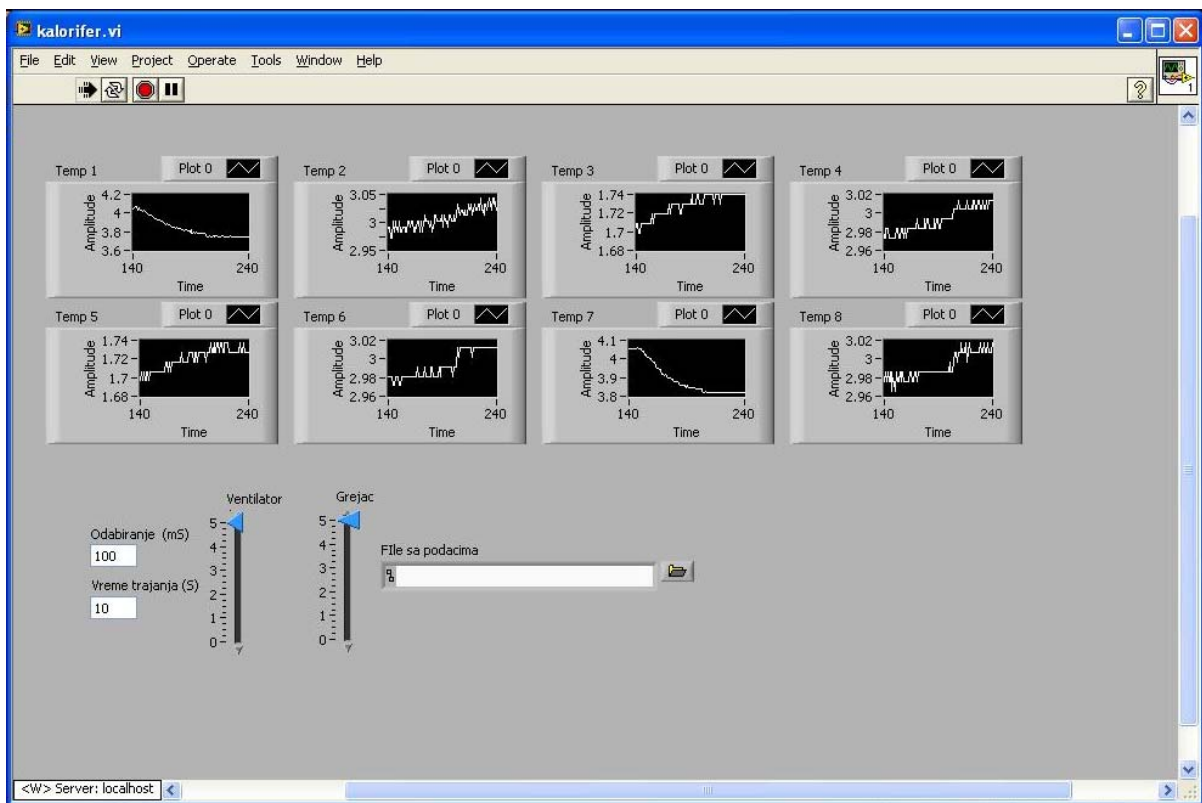 kalorifer.vi
File Edit View Project Operate Tools Window Help
1
Temp 1 Plot 0
Amplitude
4.2
4
3.8
3.6
140 240
Time
Temp 2 Plot 0
Amplitude
3.05
3
2.95
140 240
Time
Temp 3 Plot 0
Amplitude
1.74
1.72
1.7
1.68
140 240
Time
Temp 4 Plot 0
Amplitude
3.02
3
2.98
2.96
140 240
Time
Temp 5 Plot 0
Amplitude
1.74
1.72
1.7
1.68
140 240
Time
Temp 6 Plot 0
Amplitude
3.02
3
2.98
2.96
140 240
Time
Temp 7 Plot 0
Amplitude
4.1
4
3.9
3.8
140 240
Time
Temp 8 Plot 0
Amplitude
3.02
3
2.98
2.96
140 240
Time
Odabiranje (mS)
100
Vreme trajanja (S)
10
Ventilator
5
4
3
2
1
0
Grejac
5
4
3
2
1
0
FIle sa podacima
<W> Server: localhost